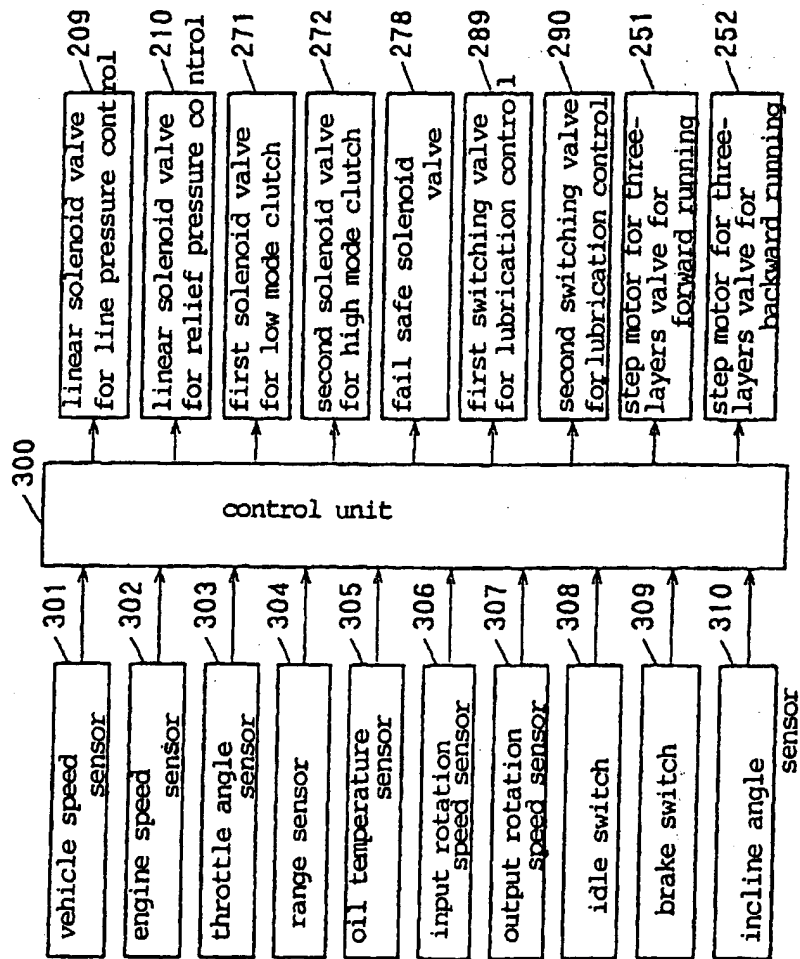 300
301
vehicle speed
sensor
302
engine speed
sensor
303
throttle angle
sensor
304
range sensor
305
oil temperature
sensor
306
input rotation
speed sensor
307
output rotation
speed sensor
308
idle switch
309
brake switch
310
incline angle
sensor
control unit
209
linear solenoid valve
for line pressure control
210
linear solenoid valve
for relief pressure control
271
first solenoid valve
for low mode clutch
272
second solenoid valve
for high mode clutch
278
fail safe solenoid
valve
289
first switching valve
for lubrication control
290
second switching valve
for lubrication control
251
step motor for three-
layers valve for
forward running
252
step motor for three-
layers valve for
backward running